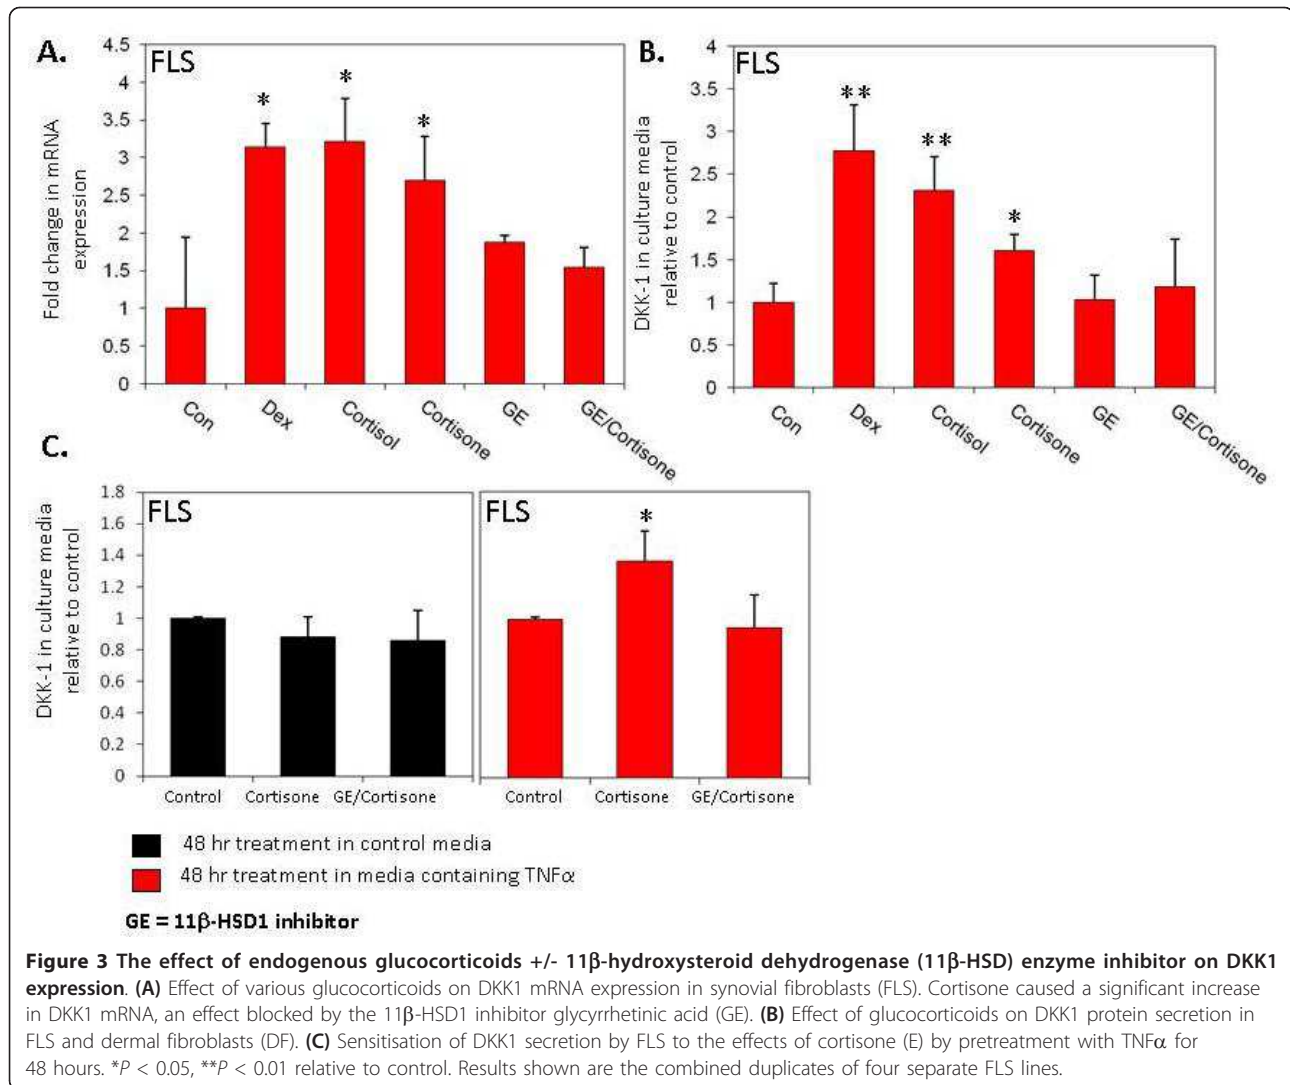 A.
FLS
Fold change in mRNA
expression
4.5
4
3.5
3
2.5
2
1.5
1
0.5
0
*
*
*
Con
Dex
Cortisol
Cortisone
GE
GE/Cortisone
B.
FLS
DKK-1 in culture media
relative to control
4
3.5
3
2.5
2
1.5
1
0.5
0
**
**
*
Con
Dex
Cortisol
Cortisone
GE
GE/Cortisone
C.
FLS
DKK-1 in culture media
relative to control
1.8
1.6
1.4
1.2
1
0.8
0.6
0.4
0.2
0
Control Cortisone GE/Cortisone
FLS
*
Control Cortisone GE/Cortisone
48 hr treatment in control media
48 hr treatment in media containing TNFα
GE = 11β-HSD1 inhibitor
Figure 3 The effect of endogenous glucocorticoids +/- 11β-hydroxysteroid dehydrogenase (11β-HSD) enzyme inhibitor on DKK1
expression. (A) Effect of various glucocorticoids on DKK1 mRNA expression in synovial fibroblasts (FLS). Cortisone caused a significant increase
in DKK1 mRNA, an effect blocked by the 11β-HSD1 inhibitor glycyrrhetinic acid (GE). (B) Effect of glucocorticoids on DKK1 protein secretion in
FLS and dermal fibroblasts (DF). (C) Sensitisation of DKK1 secretion by FLS to the effects of cortisone (E) by pretreatment with TNFα for
48 hours. *P < 0.05, **P < 0.01 relative to control. Results shown are the combined duplicates of four separate FLS lines.